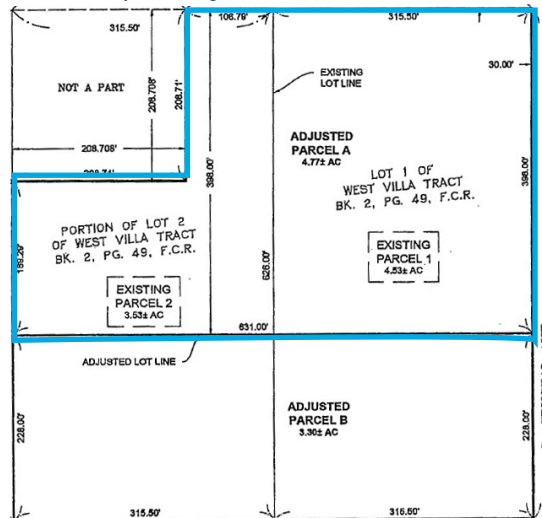 106.79'
315.50'
315.50'
30.00'
EXISTING
LOT LINE
NOT A PART
208.708'
208.71'
208.708'
ADJUSTED
PARCEL A
4.77± AC
398.00'
398.00'
LOT 1 OF
WEST VILLA TRACT
BK. 2, PG. 49, F.C.R.
PORTION OF LOT 2
OF WEST VILLA TRACT
BK. 2, PG. 49, F.C.R.
189.29'
EXISTING
PARCEL 1
4.53± AC
626.00'
EXISTING
PARCEL 2
3.53± AC
631.00'
ADJUSTED LOT LINE
ADJUSTED
PARCEL B
3.30± AC
228.00'
228.00'
315.50'
315.50'